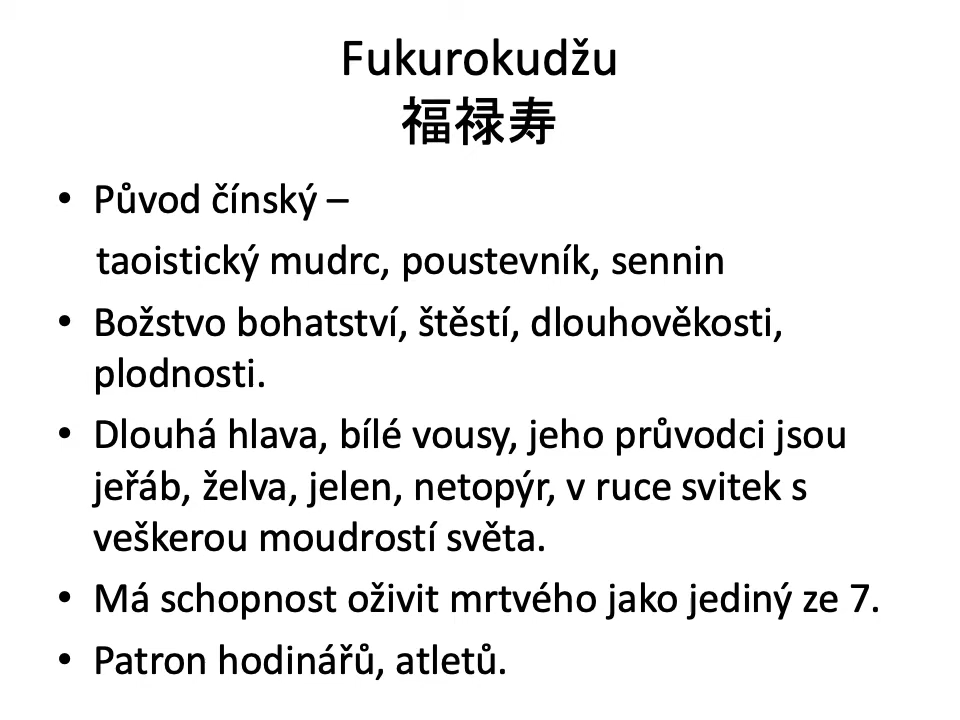 Fukurokudžu
福禄寿
• Původ čínský –
taoistický mudrc, poustevník, sennin
• Božstvo bohatství, štěstí, dlouhověkosti,
plodnosti.
• Dlouhá hlava, bílé vousy, jeho průvodci jsou
jeřáb, želva, jelen, netopýr, v ruce svitek s
veškerou moudrostí světa.
• Má schopnost oživit mrtvého jako jediný ze 7.
• Patron hodinářů, atletů.